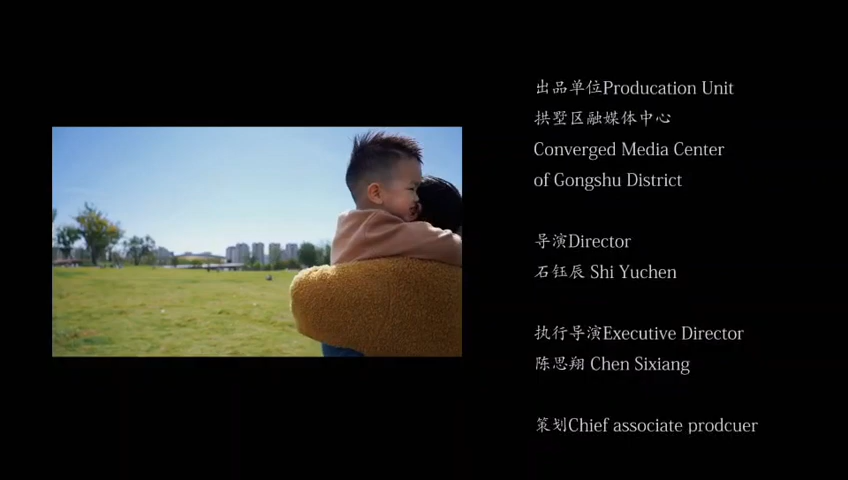 出品单位Producation Unit
拱墅区融媒体中心
Converged Media Center
of Gongshu District
导演Director
石钰辰 Shi Yuchen
执行导演Executive Director
陈思翔 Chen Sixiang
策划Chief associate prodcuer